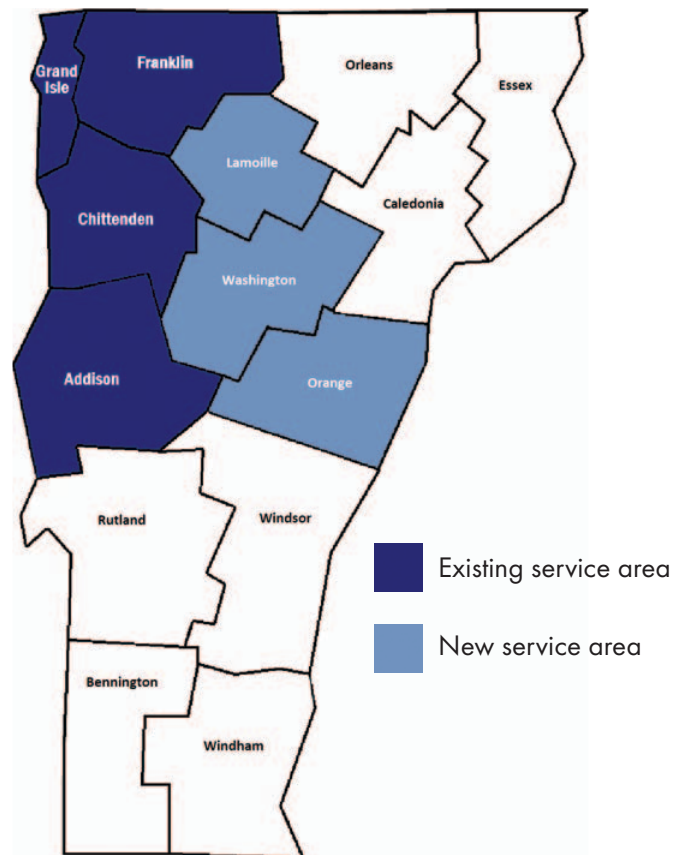 Grand
Isle
Franklin
Orleans
Essex
Lamoille
Caledonia
Chittenden
Washington
Addison
Orange
Rutland
Windsor
Existing service area
New service area
Bennington
Windham